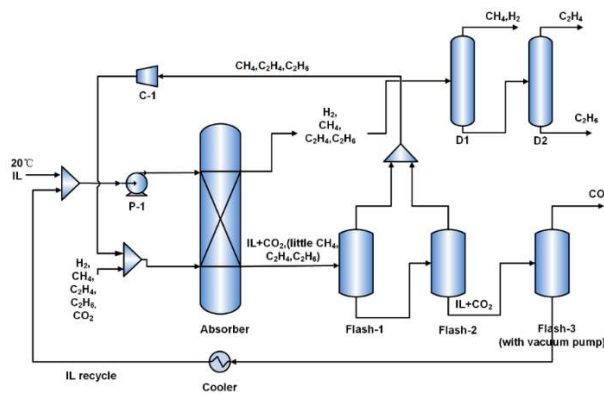 CH4,H2
C2H4
CH4,C2H4,C2H6
C-1
H2,
CH4,
C2H4,C2H6
D1
D2
C2H6
20℃
IL
P-1
IL+CO2,(little CH4,
C2H4,C2H6)
H2,
CH4,
C2H4,
C2H6,
CO2
CO
Absorber
Flash-1
Flash-2
IL+CO2
Flash-3
(with vacuum pump)
IL recycle
Cooler